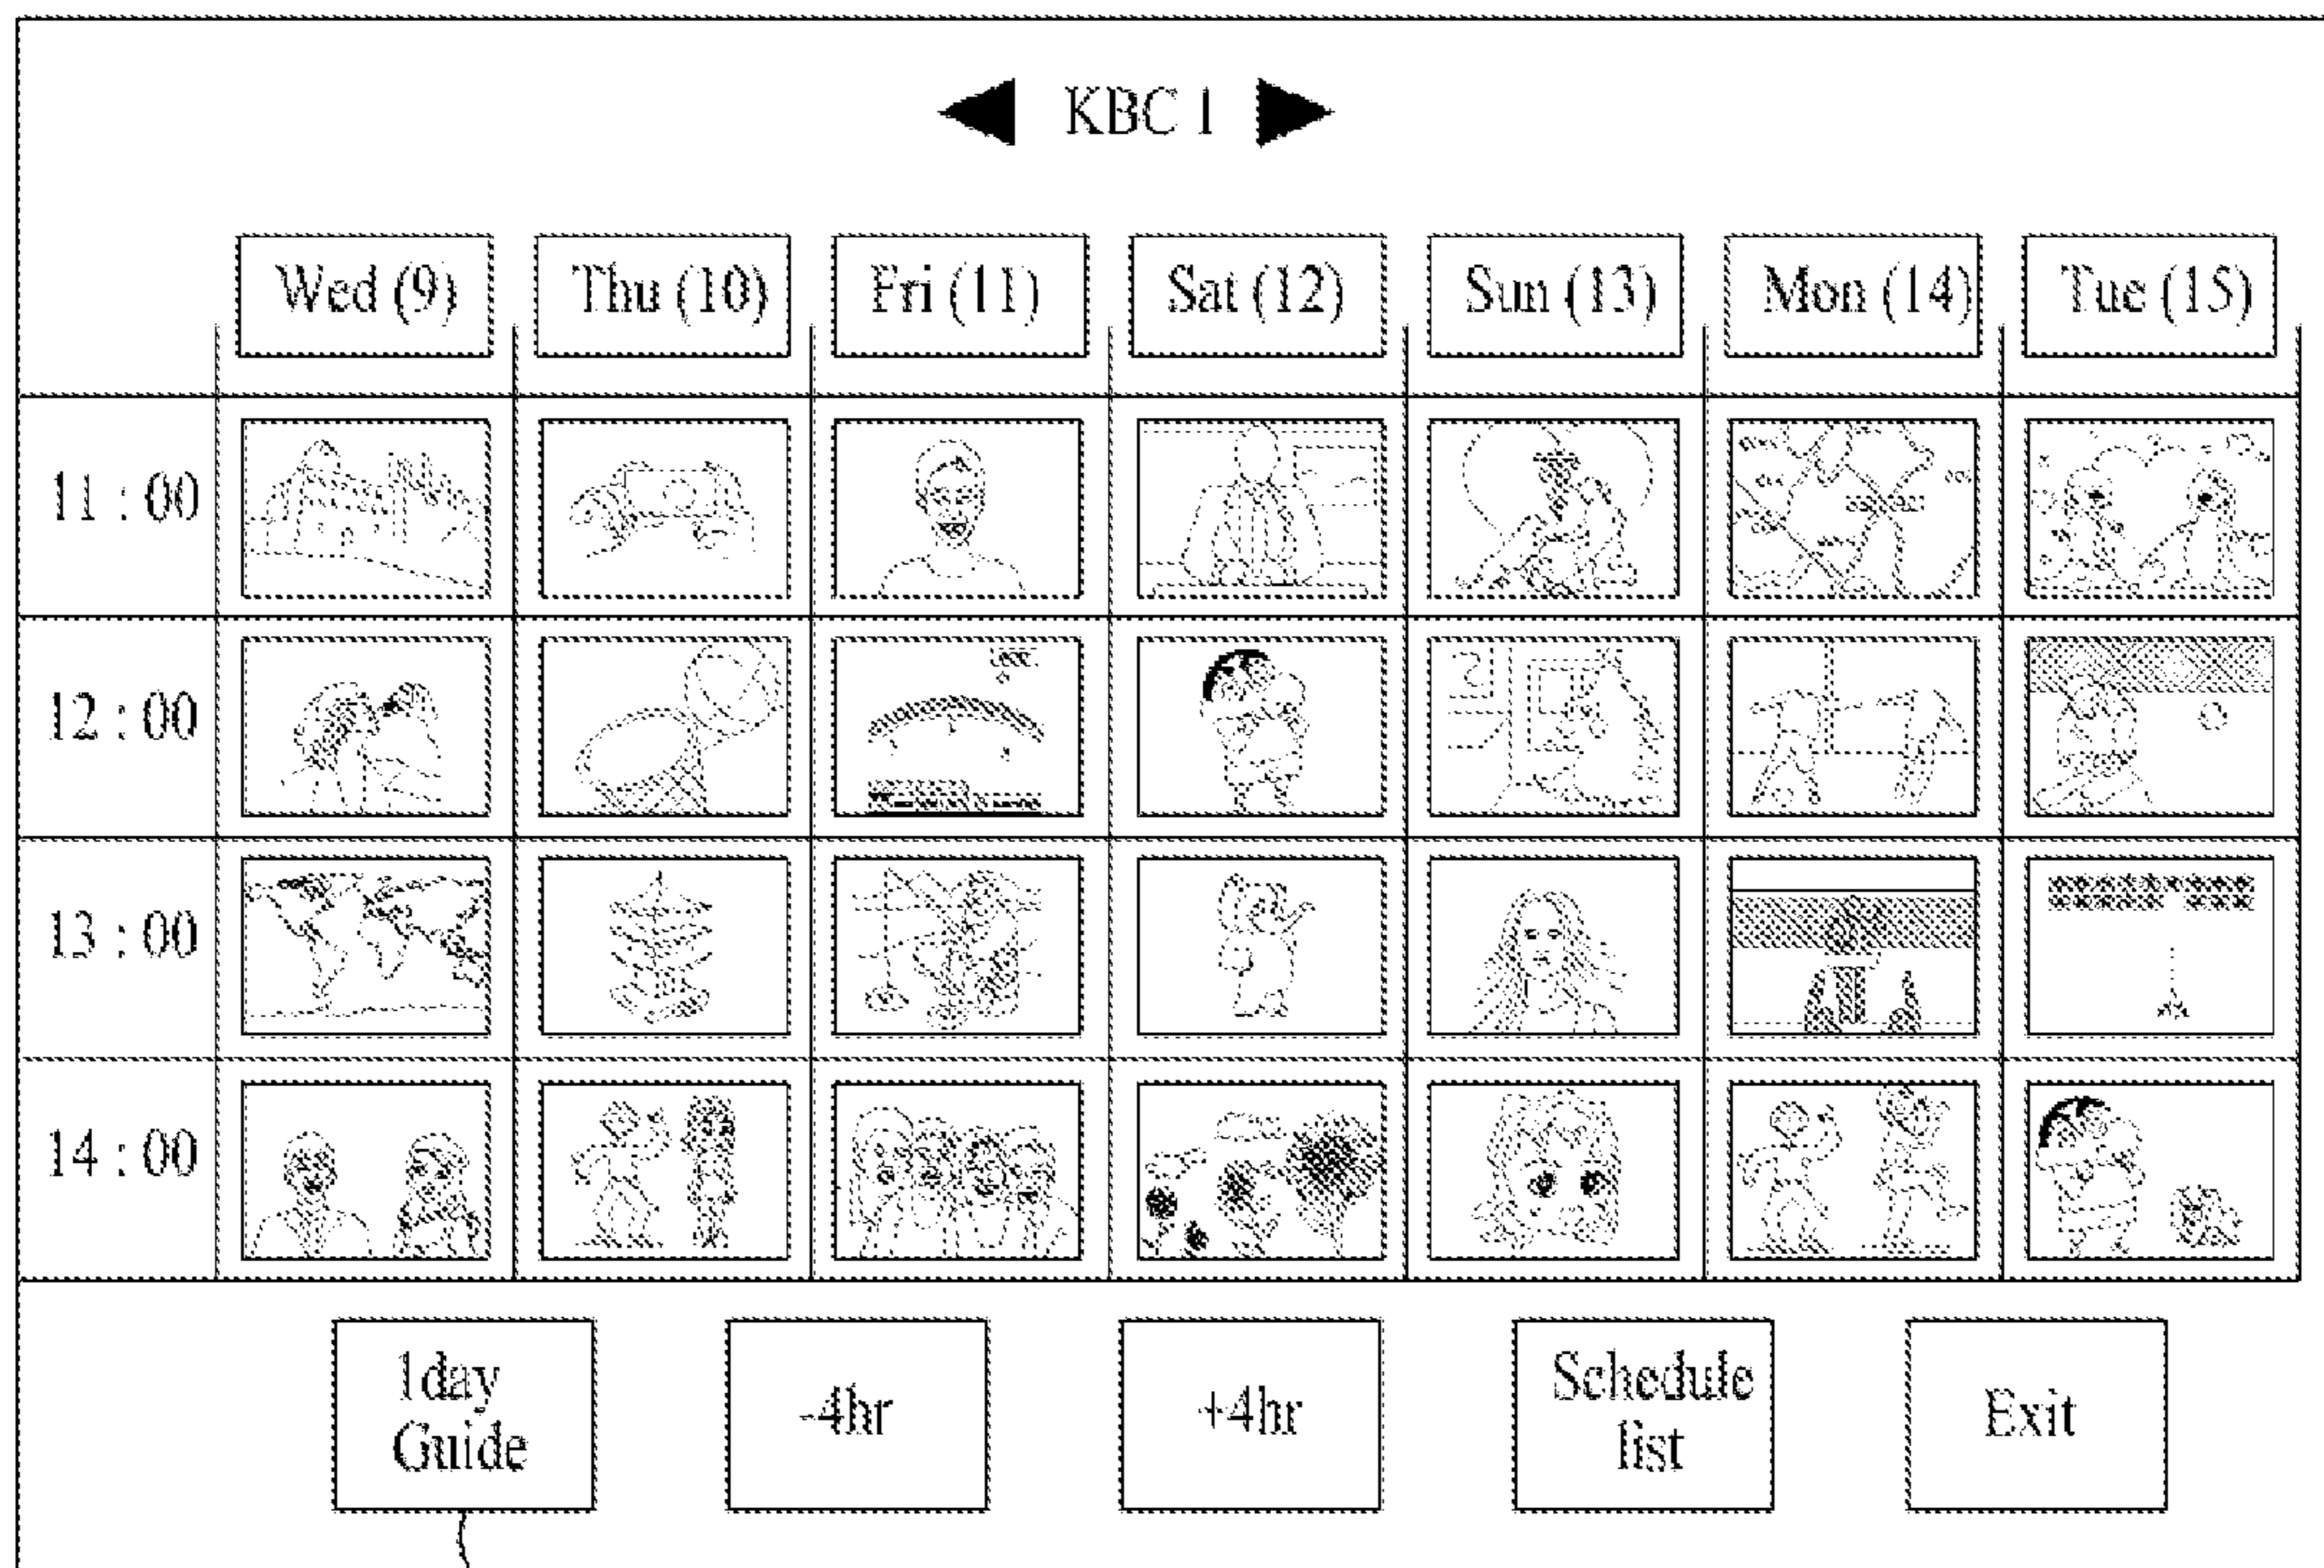 ◀ KBC 1 ▶
Wed (9) Thu (10) Fri (11) Sat (12) Sun (13) Mon (14) Tue (15)
11 : 00
12 : 00
13 : 00
14 : 00
1day
Guide
-4hr
+4hr
Schedule
list
Exit